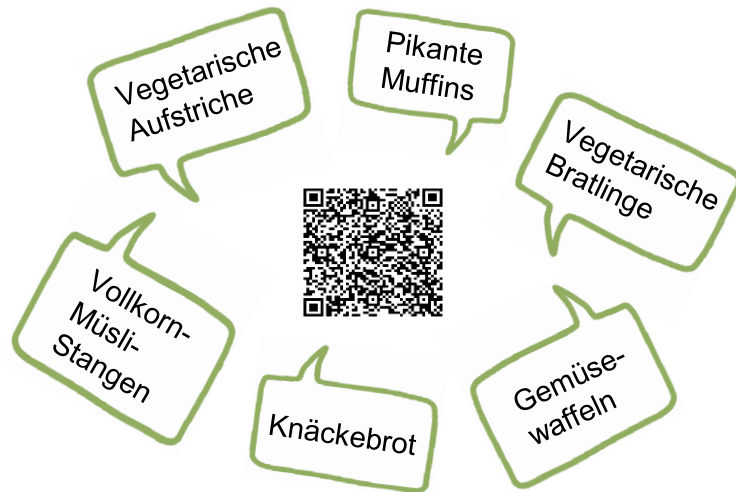 Vegetarische
Aufstriche
Pikante
Muffins
Vegetarische
Bratlinge
Vollkorn-
Müsli-
Stangen
Knäckebrot
Gemüse-
waffeln